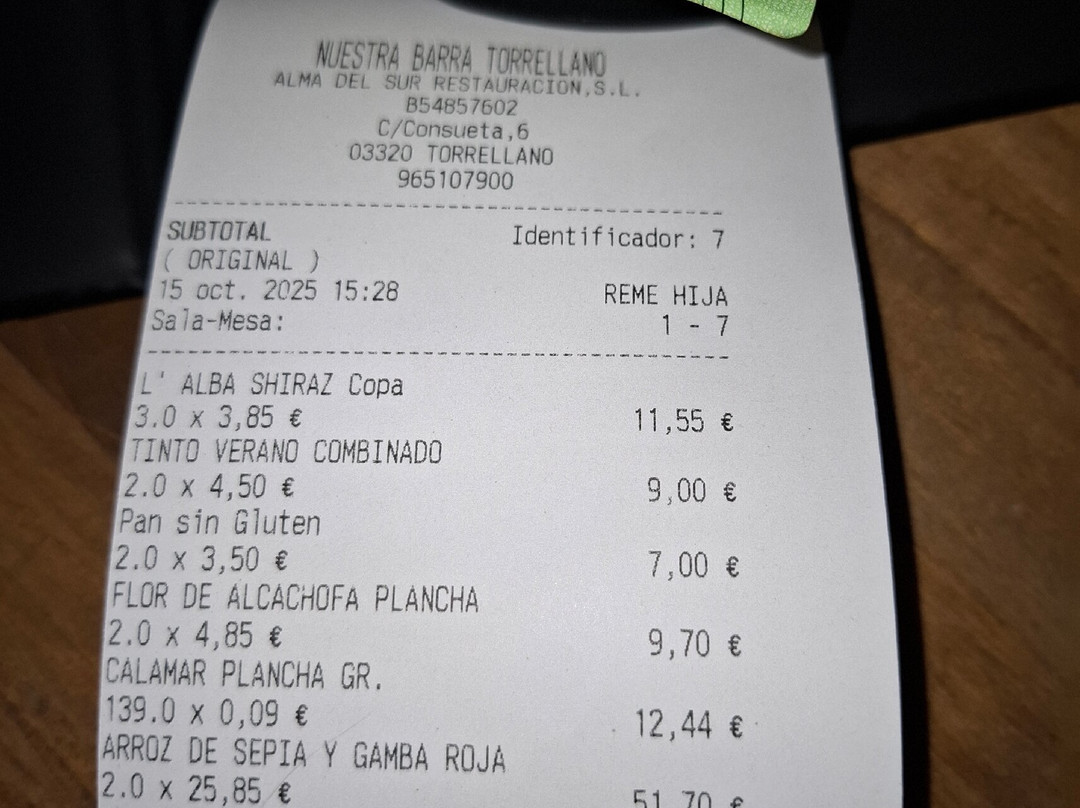 NUESTRA BARRA TORRELLANO
ALMA DEL SUR RESTAURACION,S.L.
B54857602
C/Consueta,6
03320 TORRELLANO
965107900
SUBTOTAL Identificador: 7
( ORIGINAL )
15 oct. 2025 15:28 REME HIJA
Sala-Mesa: 1 - 7
L' ALBA SHIRAZ Copa
3.0 x 3,85 € 11,55 €
TINTO VERANO COMBINADO
2.0 x 4,50 € 9,00 €
Pan sin Gluten
2.0 x 3,50 € 7,00 €
FLOR DE ALCACHOFA PLANCHA
2.0 x 4,85 € 9,70 €
CALAMAR PLANCHA GR.
139.0 x 0,09 € 12,44 €
ARROZ DE SEPIA Y GAMBA ROJA
2.0 x 25,85 € 51,70 €